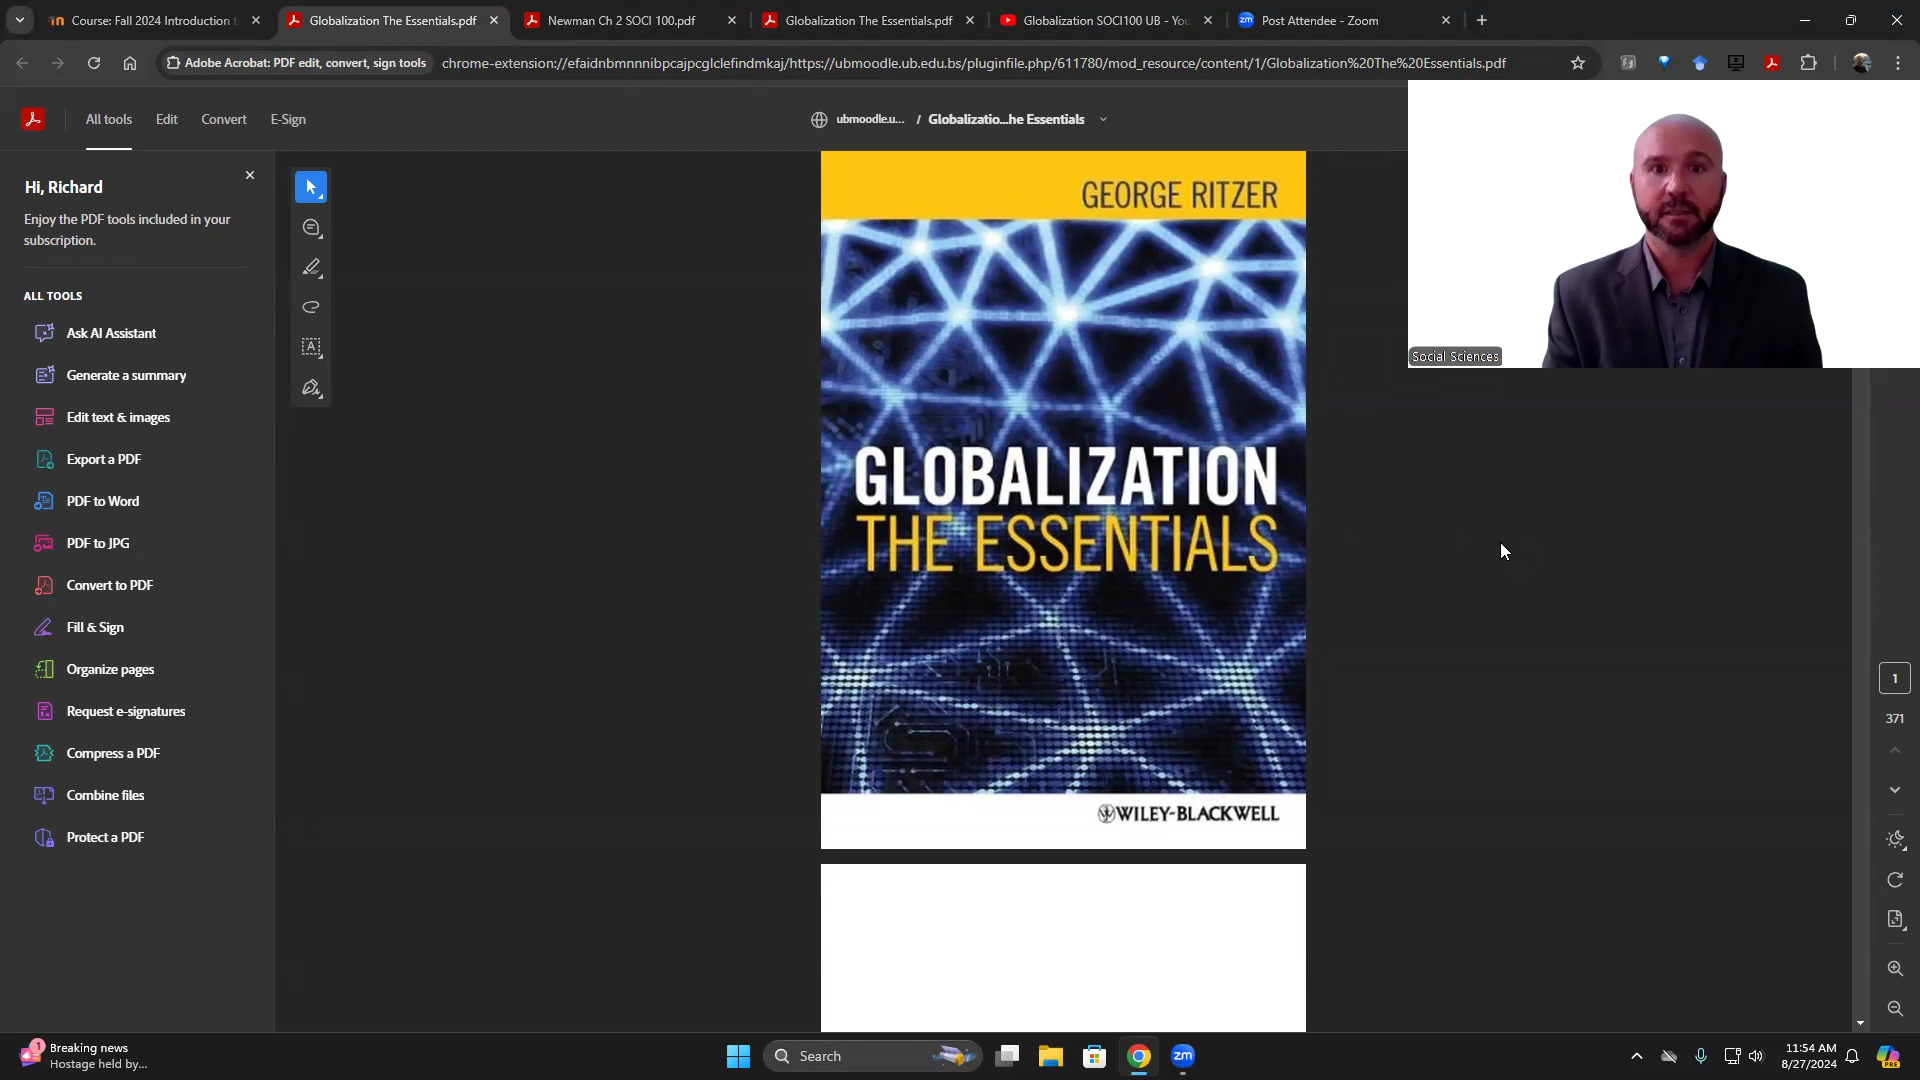 Course: Fall 2024 Introduction t
Globalization The Essentials.pdf
Newman Ch 2 SOCI 100.pdf
Globalization The Essentials.pdf
Globalization SOCI100 UB - You
zm
Post Attendee - Zoom
Adobe Acrobat: PDF edit, convert, sign tools
chrome-extension://efaidnbmnnnibpcajpcglclefindmkaj/https://ubmoodle.ub.edu.bs/pluginfile.php/611780/mod_resource/content/1/Globalization%20The%20Essentials.pdf
All tools
Edit
Convert
E-Sign
ubmoodle.u... / Globalizatio...he Essentials
Hi, Richard
Enjoy the PDF tools included in your
subscription.
ALL TOOLS
Ask AI Assistant
Generate a summary
Edit text & images
Export a PDF
PDF to Word
PDF to JPG
Convert to PDF
Fill & Sign
Organize pages
Request e-signatures
Compress a PDF
Combine files
Protect a PDF
GEORGE RITZER
GLOBALIZATION
THE ESSENTIALS
WILEY-BLACKWELL
Social Sciences
1
371
1
Breaking news
Hostage held by...
Search
zm
11:54 AM
8/27/2024
PRE